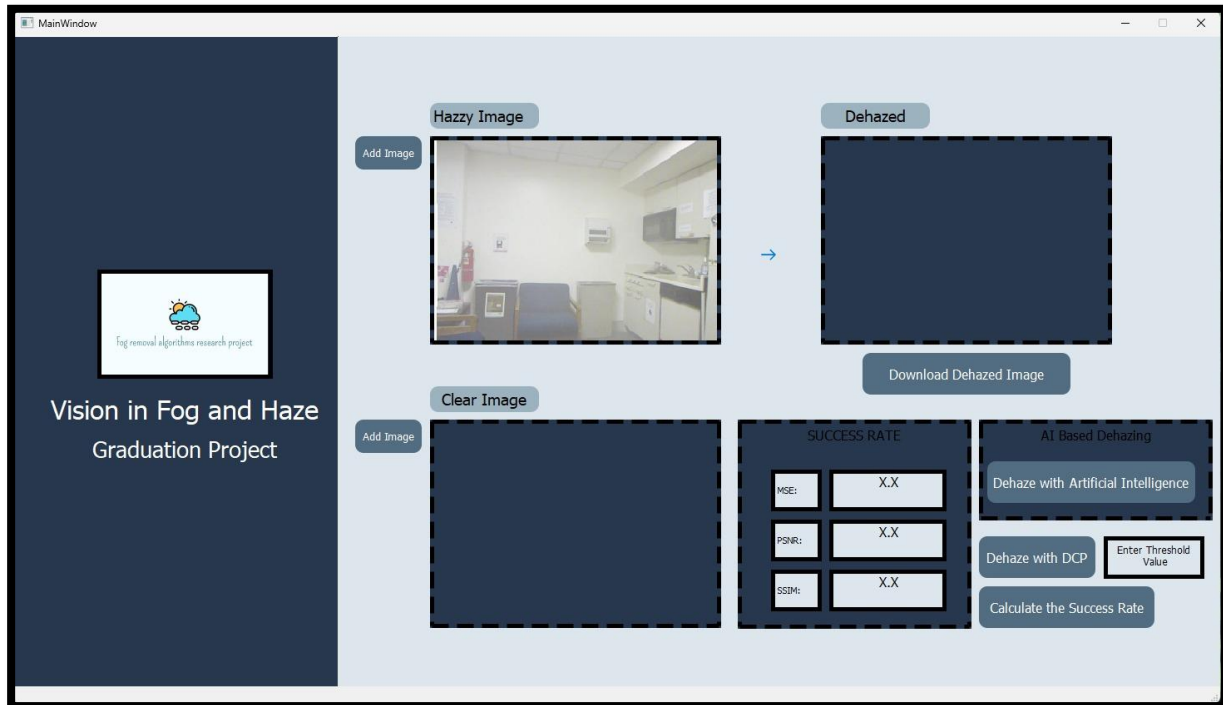 MainWindow
Fog removal algorithms research project
Vision in Fog and Haze
Graduation Project
Hazzy Image
Add Image
Dehazed
Download Dehazed Image
Clear Image
Add Image
SUCCESS RATE
MSE:
X.X
PSNR:
X.X
SSIM:
X.X
AI Based Dehazing
Dehaze with Artificial Intelligence
Dehaze with DCP
Enter Threshold
Value
Calculate the Success Rate